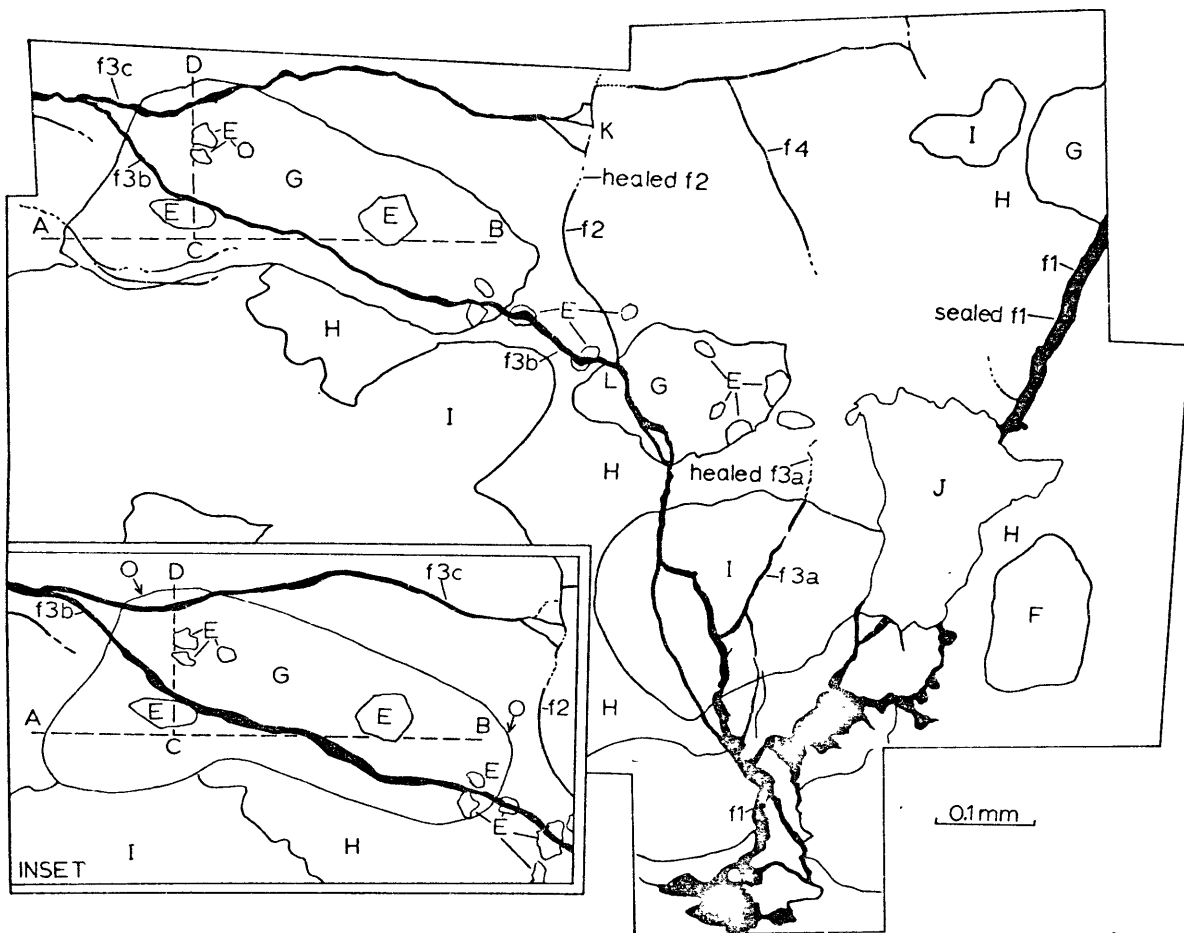 f3c
D
E
f3b
G
E
E
A
C
B
K
healed f2
f2
f4
I
G
H
f1
sealed f1
H
E
f3b
L
G
E
I
H
healed f3a
J
H
I
f3a
F
H
f1
0.1mm
D
f3c
f3b
E
G
E
E
A
B
C
f2
E
E
I
H
INSET